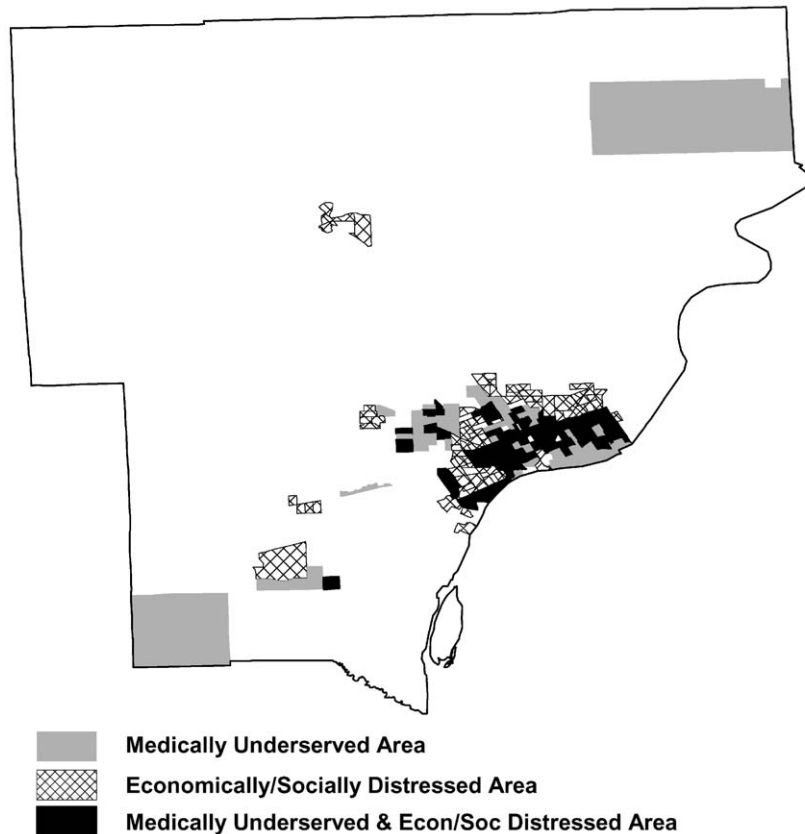 Medically Underserved Area
Economically/Socially Distressed Area
Medically Underserved & Econ/Soc Distressed Area